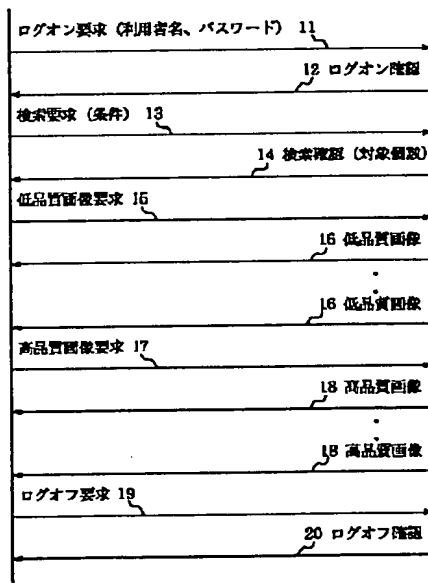 ログオン要求 (利用者名、パスワード) 11
12 ログオン確認
検索要求 (条件) 13
14 検索確認 (対象個数)
低品質画像要求 15
16 低品質画像
16 低品質画像
高品質画像要求 17
18 高品質画像
18 高品質画像
ログオフ要求 19
20 ログオフ確認